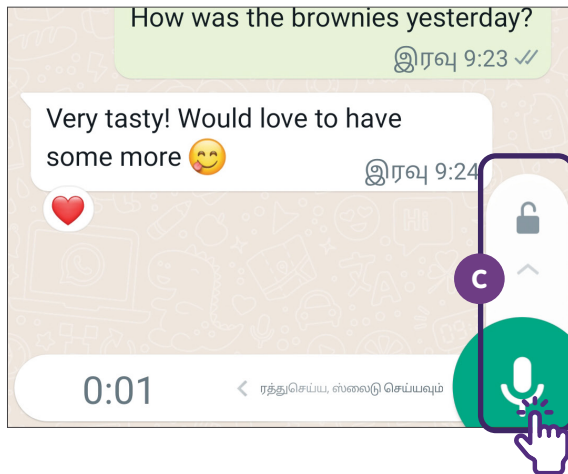 How was the brownies yesterday?
இரவு 9:23
Very tasty! Would love to have
some more 😋
இரவு 9:24
❤️
C
0:01
ரத்துசெய்ய, ஸ்லைடு செய்யவும்